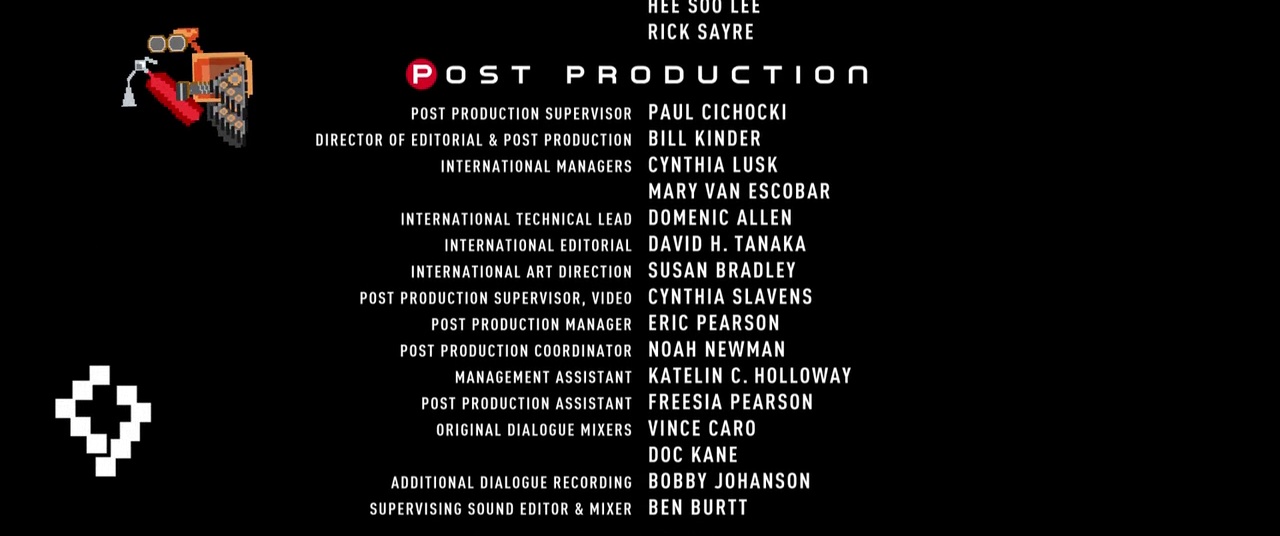 HEE SOO LEE
RICK SAYRE
POST PRODUCTION
POST PRODUCTION SUPERVISOR PAUL CICHOCKI
DIRECTOR OF EDITORIAL & POST PRODUCTION BILL KINDER
INTERNATIONAL MANAGERS CYNTHIA LUSK
MARY VAN ESCOBAR
INTERNATIONAL TECHNICAL LEAD DOMENIC ALLEN
INTERNATIONAL EDITORIAL DAVID H. TANAKA
INTERNATIONAL ART DIRECTION SUSAN BRADLEY
POST PRODUCTION SUPERVISOR, VIDEO CYNTHIA SLAVENS
POST PRODUCTION MANAGER ERIC PEARSON
POST PRODUCTION COORDINATOR NOAH NEWMAN
MANAGEMENT ASSISTANT KATELIN C. HOLLOWAY
POST PRODUCTION ASSISTANT FREESIA PEARSON
ORIGINAL DIALOGUE MIXERS VINCE CARO
DOC KANE
ADDITIONAL DIALOGUE RECORDING BOBBY JOHANSON
SUPERVISING SOUND EDITOR & MIXER BEN BURTT